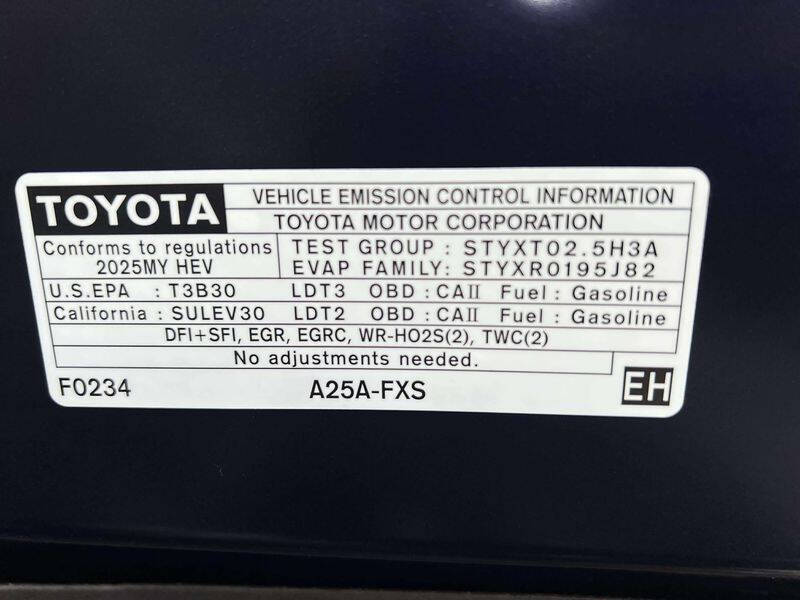 TOYOTA
VEHICLE EMISSION CONTROL INFORMATION
TOYOTA MOTOR CORPORATION
Conforms to regulations
2025MY HEV
TEST GROUP : STYXT02.5H3A
EVAP FAMILY: STYXR0195J82
U.S.EPA : T3B30 LDT3 OBD : CAII Fuel : Gasoline
California : SULEV30 LDT2 OBD : CAII Fuel : Gasoline
DFI+SFI, EGR, EGRC, WR-HO2S(2), TWC(2)
No adjustments needed.
F0234 A25A-FXS EH